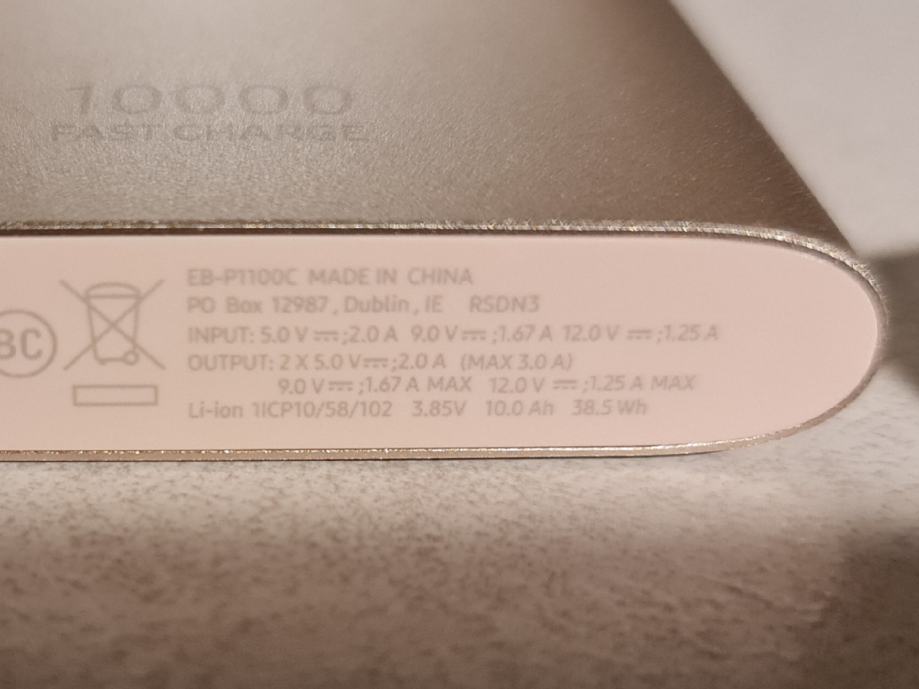 10000
FAST CHARGE
BC
EB-P1100C MADE IN CHINA
PO Box 12987, Dublin, IE RSDN3
INPUT: 5.0 V⎓;2.0 A 9.0 V⎓;1.67 A 12.0 V⎓;1.25 A
OUTPUT: 2 X 5.0 V⎓;2.0 A (MAX 3.0 A)
9.0 V⎓;1.67 A MAX 12.0 V⎓;1.25 A MAX
Li-ion 1ICP10/58/102 3.85V 10.0 Ah 38.5 Wh